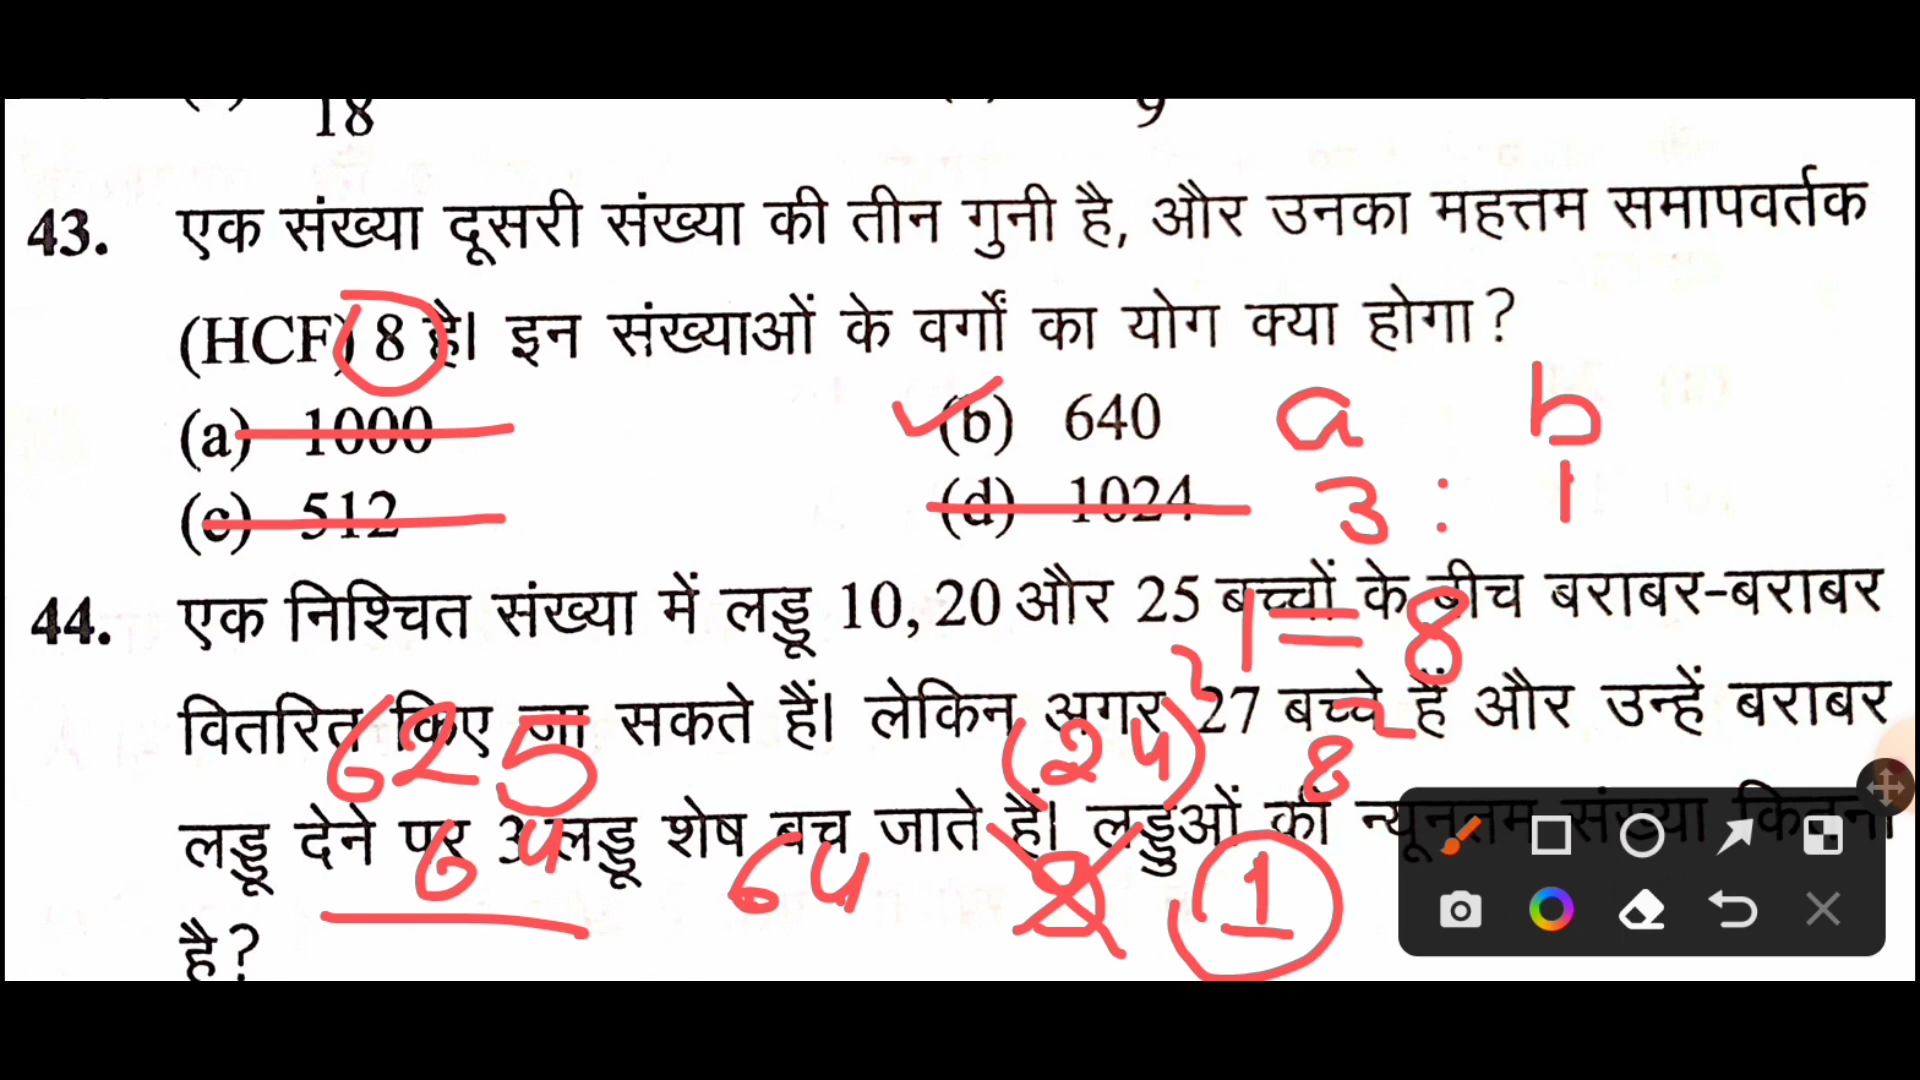 18 9
43. एक संख्या दूसरी संख्या की तीन गुनी है, और उनका महत्तम समापवर्तक
(HCF) 8 है। इन संख्याओं के वर्गों का योग क्या होगा?
(a) 1000 (b) 640 a b
(c) 512 (d) 1024 3 : 1
44. एक निश्चित संख्या में लड्डू 10, 20 और 25 बच्चों के बीच बराबर-बराबर
1 = 8
वितरित किए जा सकते हैं। लेकिन अगर 27 बच्चे हैं और उन्हें बराबर
625 (24)² 8²
लड्डू देने पर 3 लड्डू शेष बच जाते हैं। लड्डुओं की न्यूनतम संख्या कितनी
64 64 8 1
है?